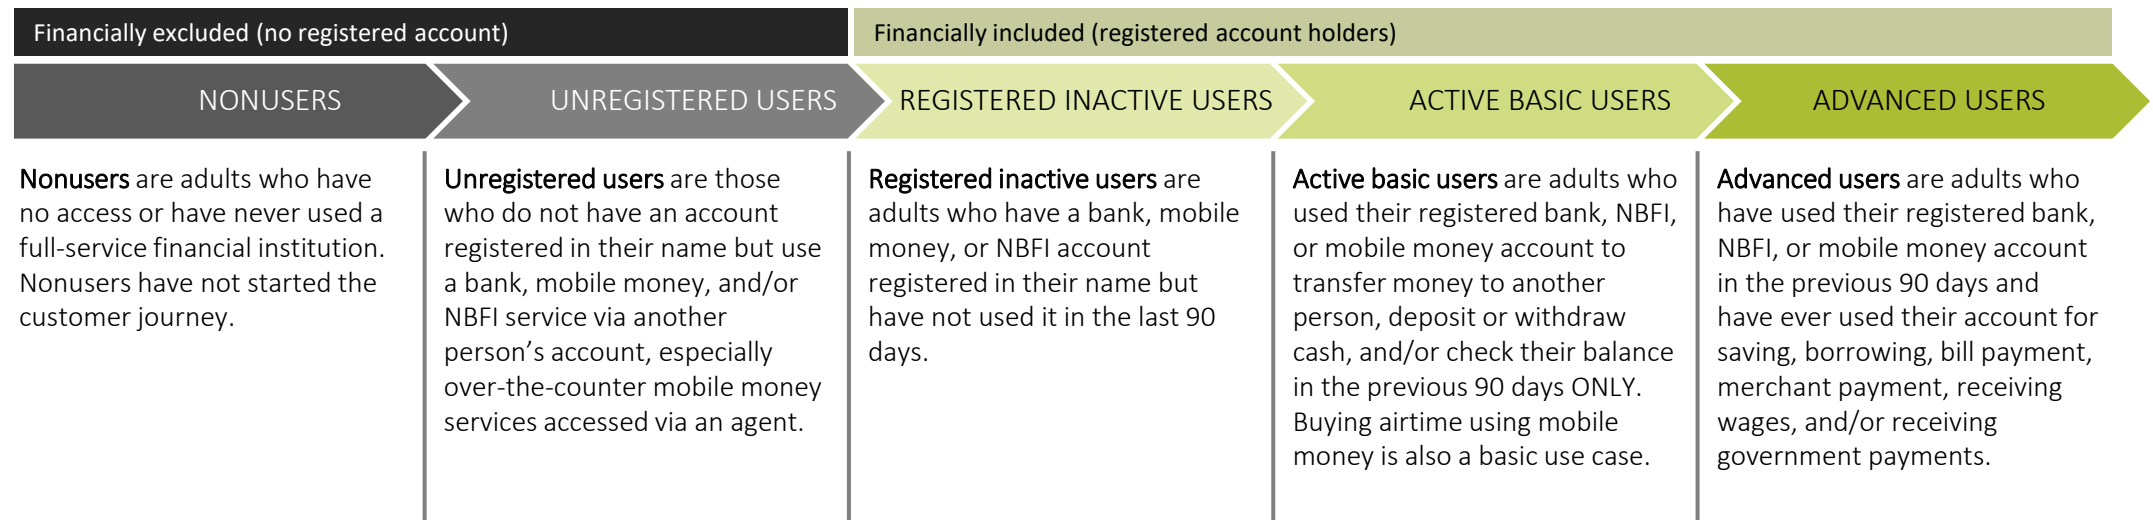 Financially excluded (no registered account)
Financially included (registered account holders)
NONUSERS
UNREGISTERED USERS
REGISTERED INACTIVE USERS
ACTIVE BASIC USERS
ADVANCED USERS
Nonusers are adults who have
no access or have never used a
full-service financial institution.
Nonusers have not started the
customer journey.
Unregistered users are those
who do not have an account
registered in their name but use
a bank, mobile money, and/or
NBFI service via another
person’s account, especially
over-the-counter mobile money
services accessed via an agent.
Registered inactive users are
adults who have a bank, mobile
money, or NBFI account
registered in their name but
have not used it in the last 90
days.
Active basic users are adults who
used their registered bank, NBFI,
or mobile money account to
transfer money to another
person, deposit or withdraw
cash, and/or check their balance
in the previous 90 days ONLY.
Buying airtime using mobile
money is also a basic use case.
Advanced users are adults who
have used their registered bank,
NBFI, or mobile money account
in the previous 90 days and
have ever used their account for
saving, borrowing, bill payment,
merchant payment, receiving
wages, and/or receiving
government payments.